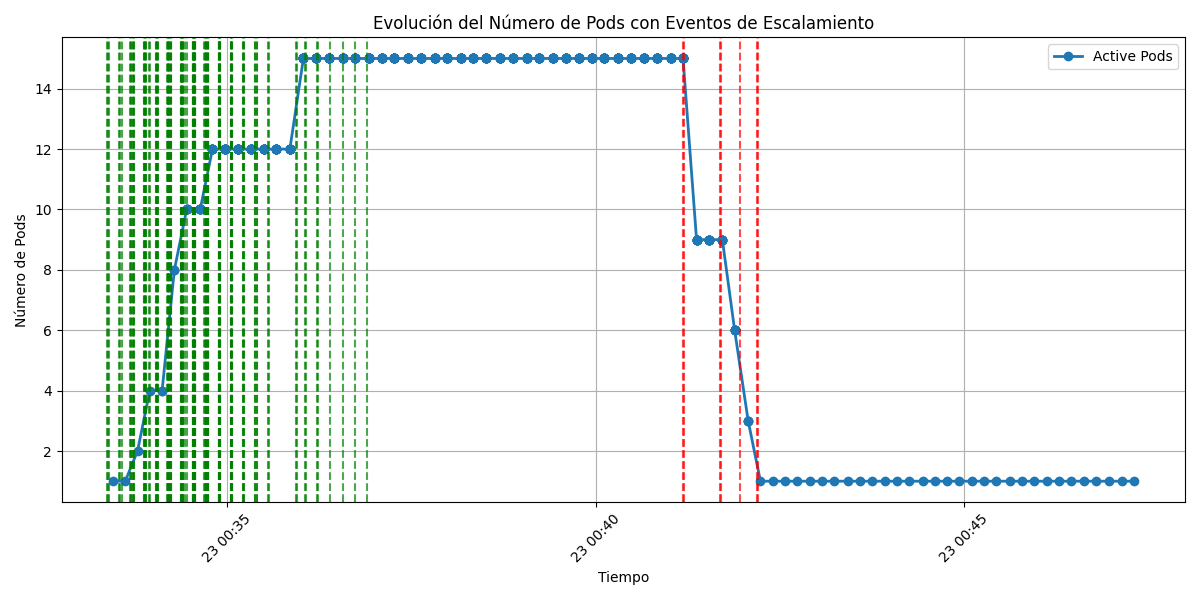 Evolución del Número de Pods con Eventos de Escalamiento
Active Pods
Número de Pods
14
12
10
8
6
4
2
23 00:35
23 00:40
23 00:45
Tiempo